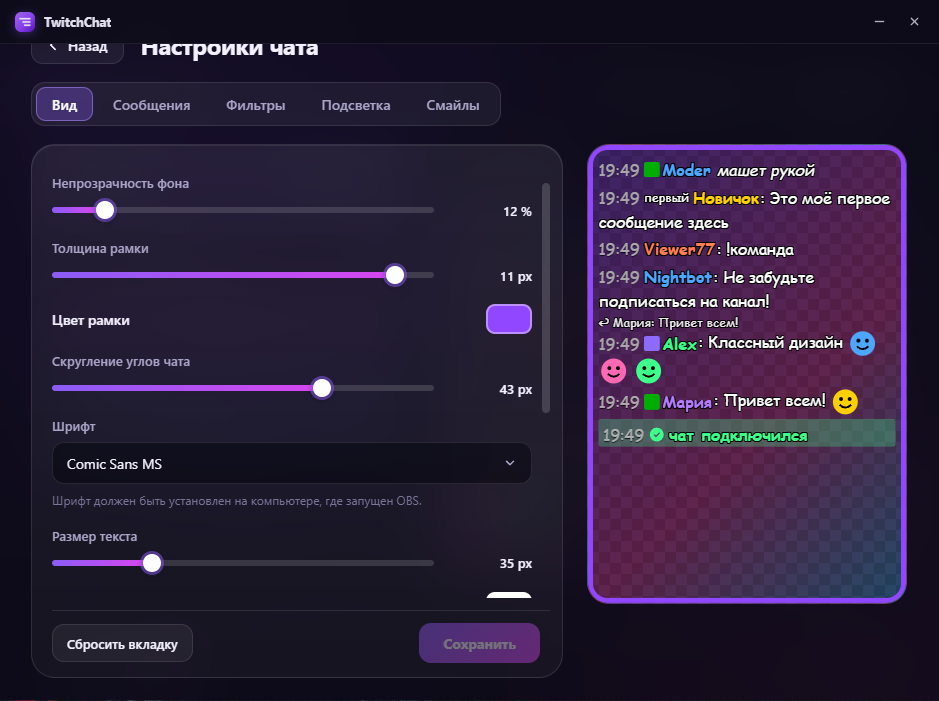 TwitchChat
Назад
Настройки чата
Вид
Сообщения
Фильтры
Подсветка
Смайлы
Непрозрачность фона
12 %
Толщина рамки
11 px
Цвет рамки
Скругление углов чата
43 px
Шрифт
Comic Sans MS
Шрифт должен быть установлен на компьютере, где запущен OBS.
Размер текста
35 px
Сбросить вкладку
Сохранить
19:49 Moder машет рукой
19:49 первый Новичок: Это моё первое
сообщение здесь
19:49 Viewer77: !команда
19:49 Nightbot: Не забудьте
подписаться на канал!
↩ Мария: Привет всем!
19:49 Alex: Классный дизайн
19:49 Мария: Привет всем!
19:49 чат подключился